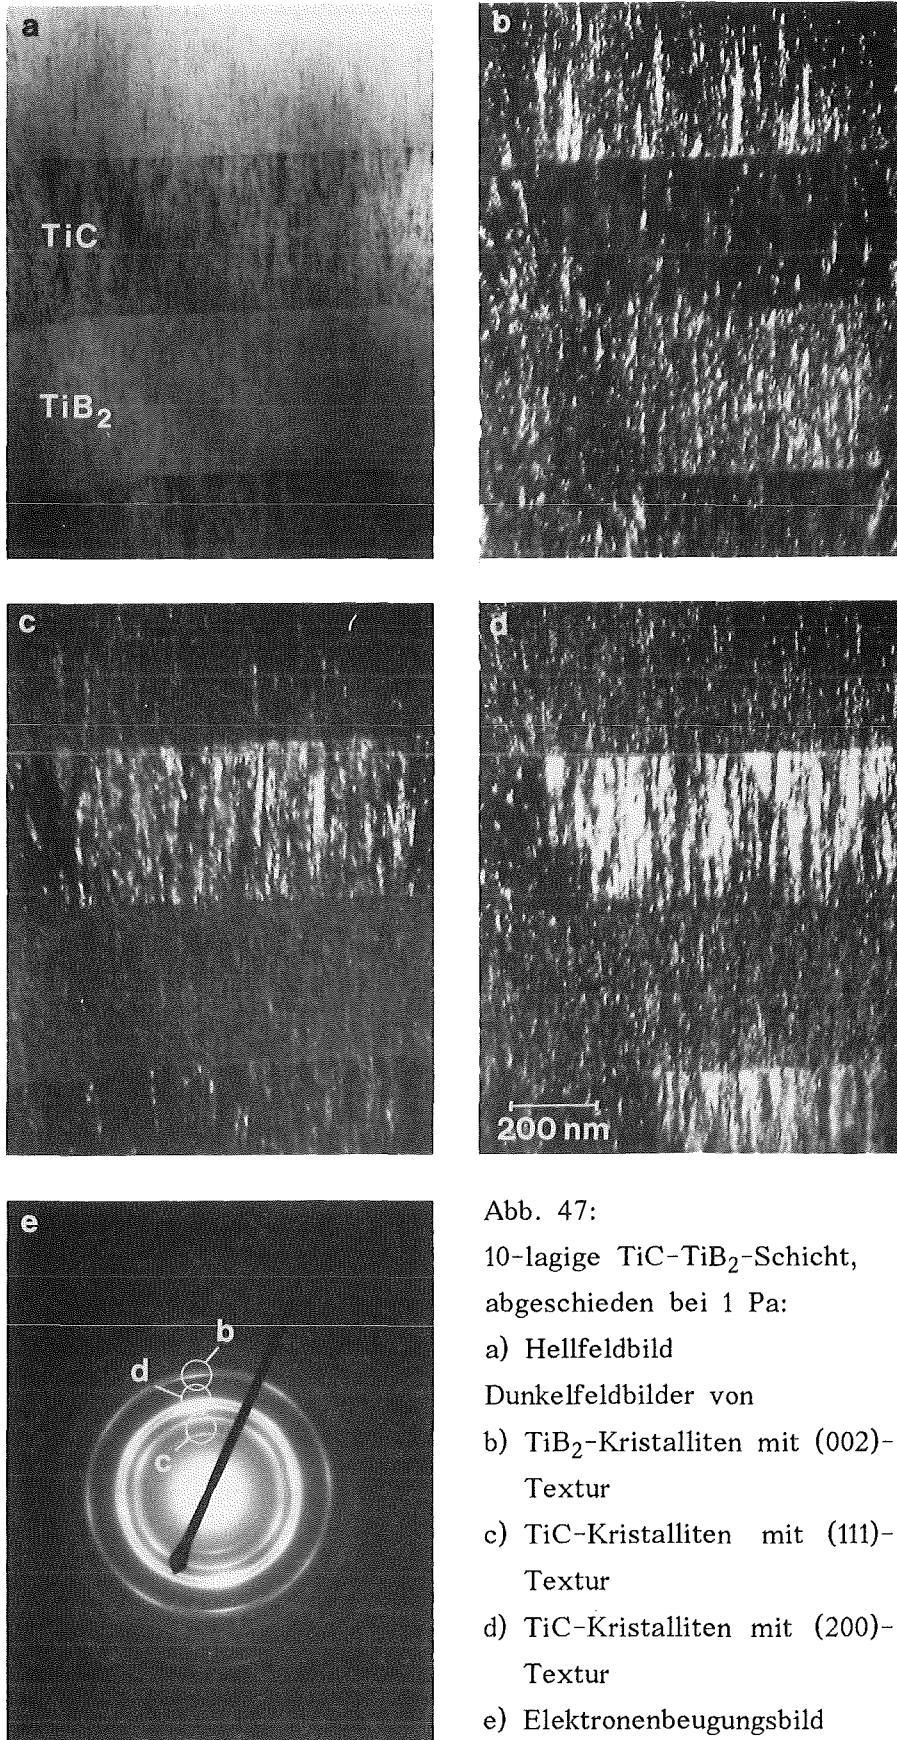 a
b
TiC
TiB₂
c
d
200 nm
e
b
d
c
Abb. 47:
10-lagige TiC-TiB₂-Schicht,
abgeschieden bei 1 Pa:
a) Hellfeldbild
Dunkelfeldbilder von
b) TiB₂-Kristalliten mit (002)-
Textur
c) TiC-Kristalliten mit (111)-
Textur
d) TiC-Kristalliten mit (200)-
Textur
e) Elektronenbeugungsbild